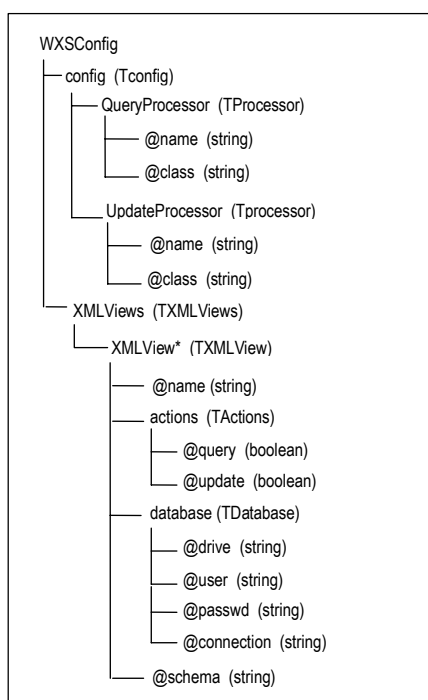 WXSConfig
config (Tconfig)
QueryProcessor (TProcessor)
@name (string)
@class (string)
UpdateProcessor (Tprocessor)
@name (string)
@class (string)
XMLViews (TXMLViews)
XMLView* (TXMLView)
@name (string)
actions (TActions)
@query (boolean)
@update (boolean)
database (TDatabase)
@drive (string)
@user (string)
@passwd (string)
@connection (string)
@schema (string)